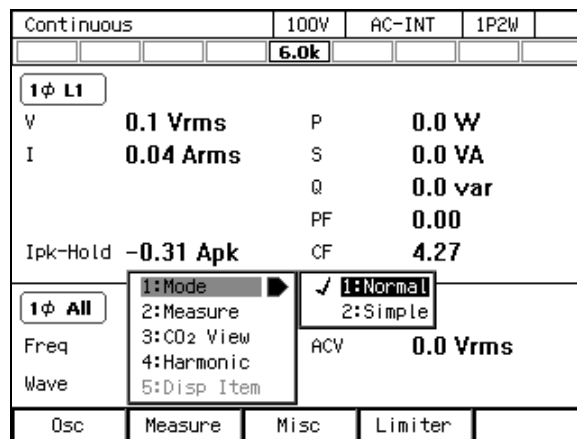 Continuous 100V AC-INT 1P2W
6.0k
1ϕ L1
V 0.1 Vrms P 0.0 W
I 0.04 Arms S 0.0 VA
Q 0.0 var
PF 0.00
Ipk-Hold -0.31 Apk CF 4.27
1:Mode ✓ 1:Normal
2:Measure 2:Simple
3:CO₂ View
4:Harmonic
5:Disp Item
1ϕ All
Freq ACV 0.0 Vrms
Wave
Osc Measure Misc Limiter